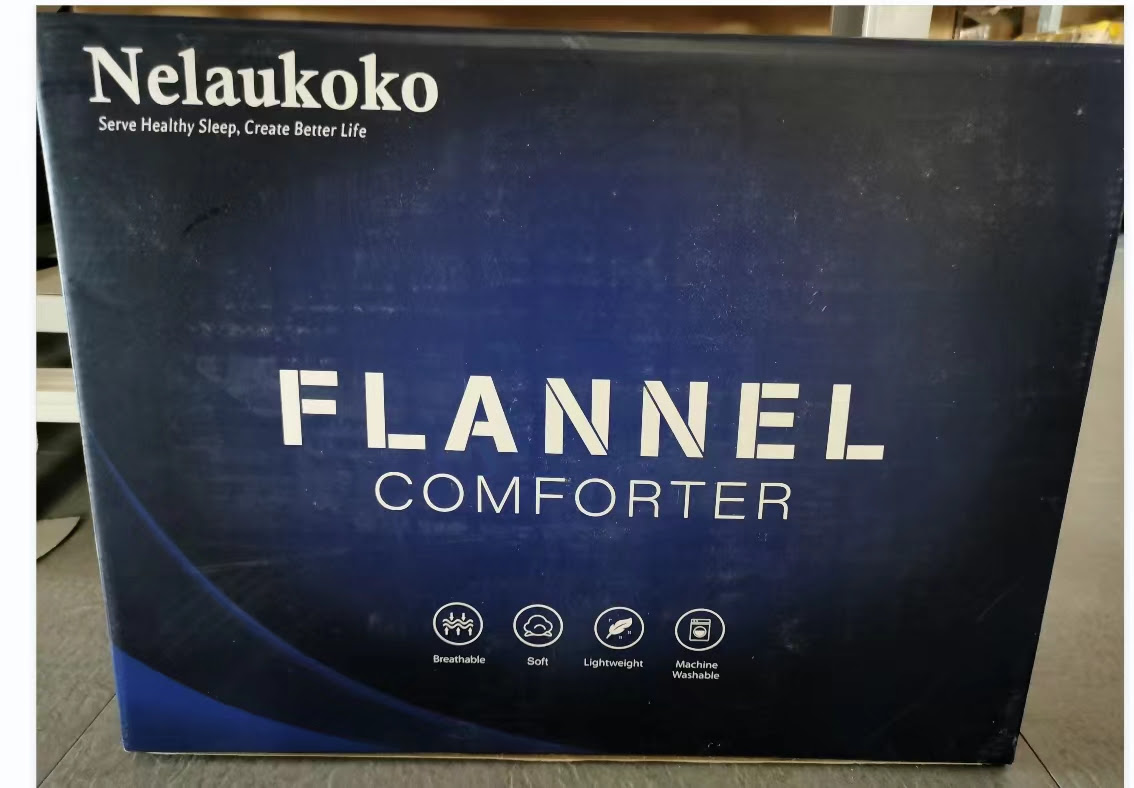 Nelaukoko
Serve Healthy Sleep, Create Better Life
FLANNEL
COMFORTER
Breathable
Soft
Lightweight
Machine
Washable